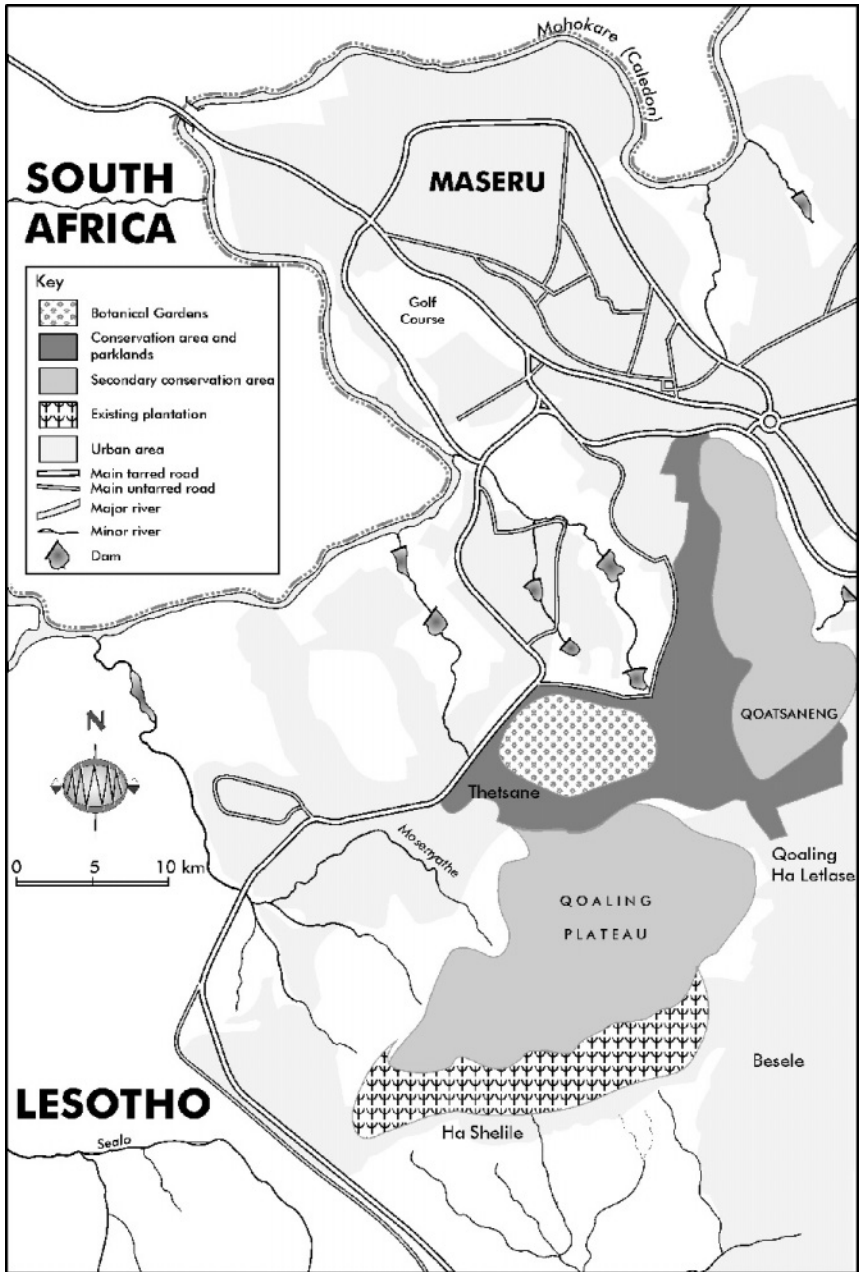 Mohokare (Caledon)
SOUTH
AFRICA
MASERU
Key
Botanical Gardens
Conservation area and
parklands
Secondary conservation area
Existing plantation
Urban area
Main tarred road
Main untarred road
Major river
Minor river
Dam
Golf
Course
QOATSANENG
N
Thetsane
0 5 10 km
Mosenyathe
Qoaling
Ha Letlase
QOALING
PLATEAU
Besele
LESOTHO
Ha Shelile
Sealo